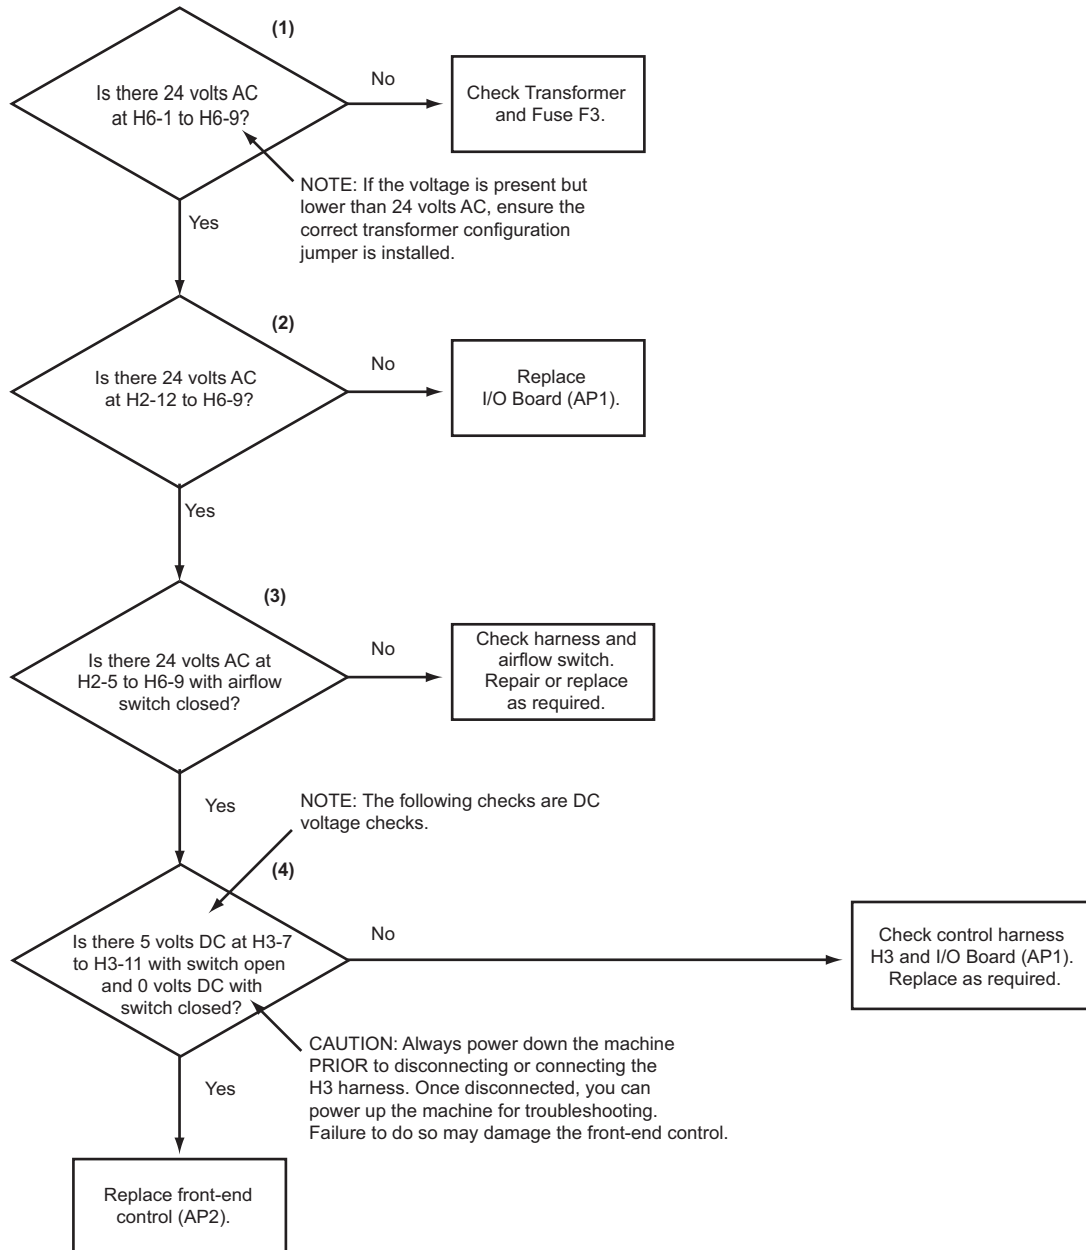 (1)
Is there 24 volts AC
at H6-1 to H6-9?
No
Check Transformer
and Fuse F3.
NOTE: If the voltage is present but
lower than 24 volts AC, ensure the
correct transformer configuration
jumper is installed.
Yes
(2)
Is there 24 volts AC
at H2-12 to H6-9?
No
Replace
I/O Board (AP1).
Yes
(3)
Is there 24 volts AC at
H2-5 to H6-9 with airflow
switch closed?
No
Check harness and
airflow switch.
Repair or replace
as required.
Yes
NOTE: The following checks are DC
voltage checks.
(4)
Is there 5 volts DC at H3-7
to H3-11 with switch open
and 0 volts DC with
switch closed?
No
Check control harness
H3 and I/O Board (AP1).
Replace as required.
CAUTION: Always power down the machine
PRIOR to disconnecting or connecting the
H3 harness. Once disconnected, you can
power up the machine for troubleshooting.
Failure to do so may damage the front-end control.
Yes
Replace front-end
control (AP2).